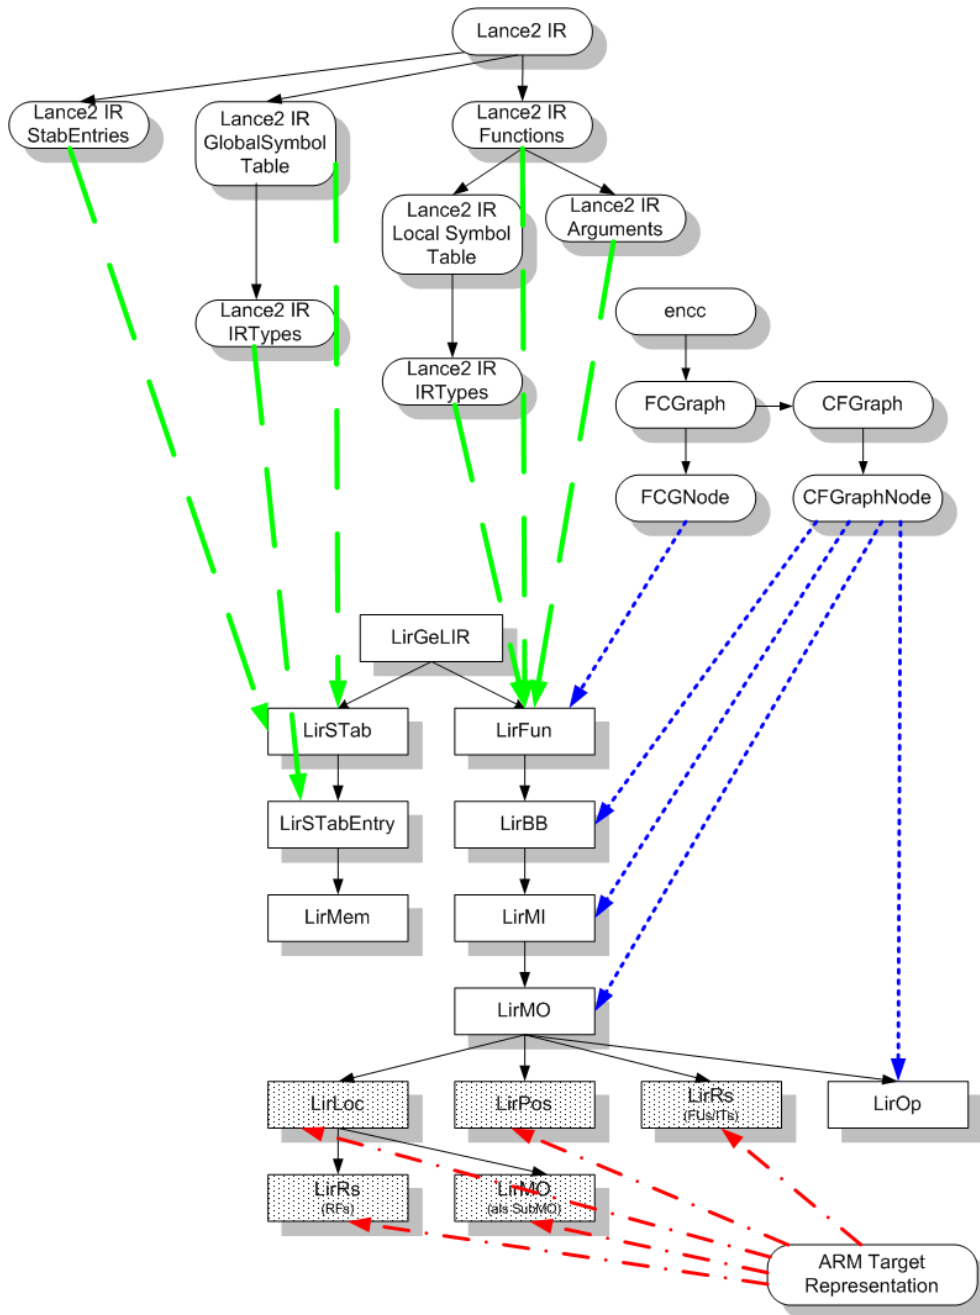 Lance2 IR
Lance2 IR
StabEntries
Lance2 IR
GlobalSymbol
Table
Lance2 IR
Functions
Lance2 IR
Local Symbol
Table
Lance2 IR
Arguments
Lance2 IR
IRTypes
encc
Lance2 IR
IRTypes
FCGraph
CFGraph
FCGNode
CFGraphNode
LirGeLIR
LirSTab
LirFun
LirSTabEntry
LirBB
LirMem
LirMI
LirMO
LirLoc
LirPos
LirRs
(FUs/ITs)
LirOp
LirRs
(RFs)
LirMO
(als SubMO)
ARM Target
Representation